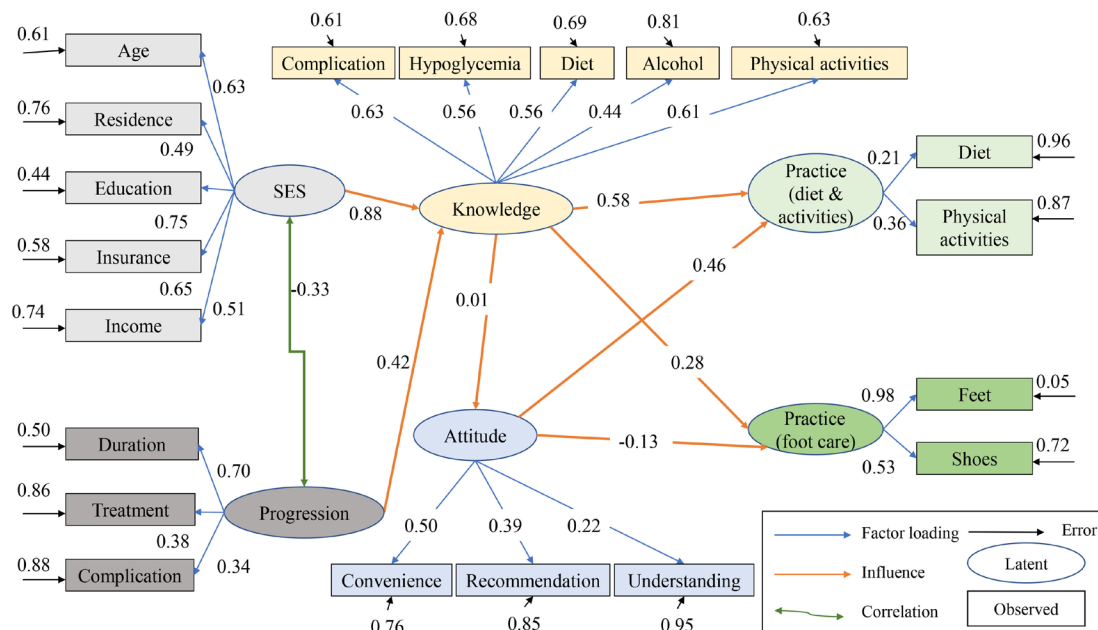 0.61
0.68
0.69
0.81
0.63
0.61
Age
Complication
Hypoglycemia
Diet
Alcohol
Physical activities
0.63
0.63
0.56
0.56
0.44
0.61
0.76
Residence
0.49
0.44
Education
SES
0.88
Knowledge
0.58
Practice
(diet &
activities)
0.21
Diet
0.96
0.36
Physical
activities
0.87
0.75
0.58
Insurance
0.65
0.51
0.74
Income
-0.33
0.01
0.46
0.42
0.28
0.50
Duration
0.70
0.86
Treatment
0.38
0.88
Complication
0.34
Progression
Attitude
-0.13
Practice
(foot care)
0.98
Feet
0.05
0.53
Shoes
0.72
0.50
0.39
0.22
Convenience
Recommendation
Understanding
0.76
0.85
0.95
Factor loading
Error
Influence
Latent
Correlation
Observed